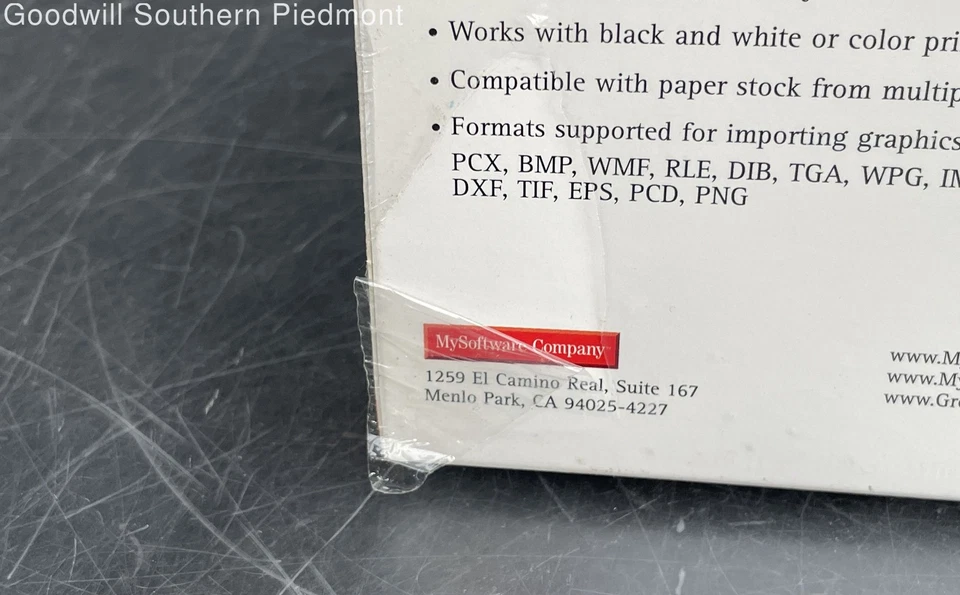 Goodwill Southern Piedmont
• Works with black and white or color
• Compatible with paper stock from
• Formats supported for importing graphics
PCX, BMP, WMF, RLE, DIB, TGA, WPG,
DXF, TIF, EPS, PCD, PNG
MySoftware Company
1259 El Camino Real, Suite 167
Menlo Park, CA 94025-4227
www.M
www.My
www.Gr